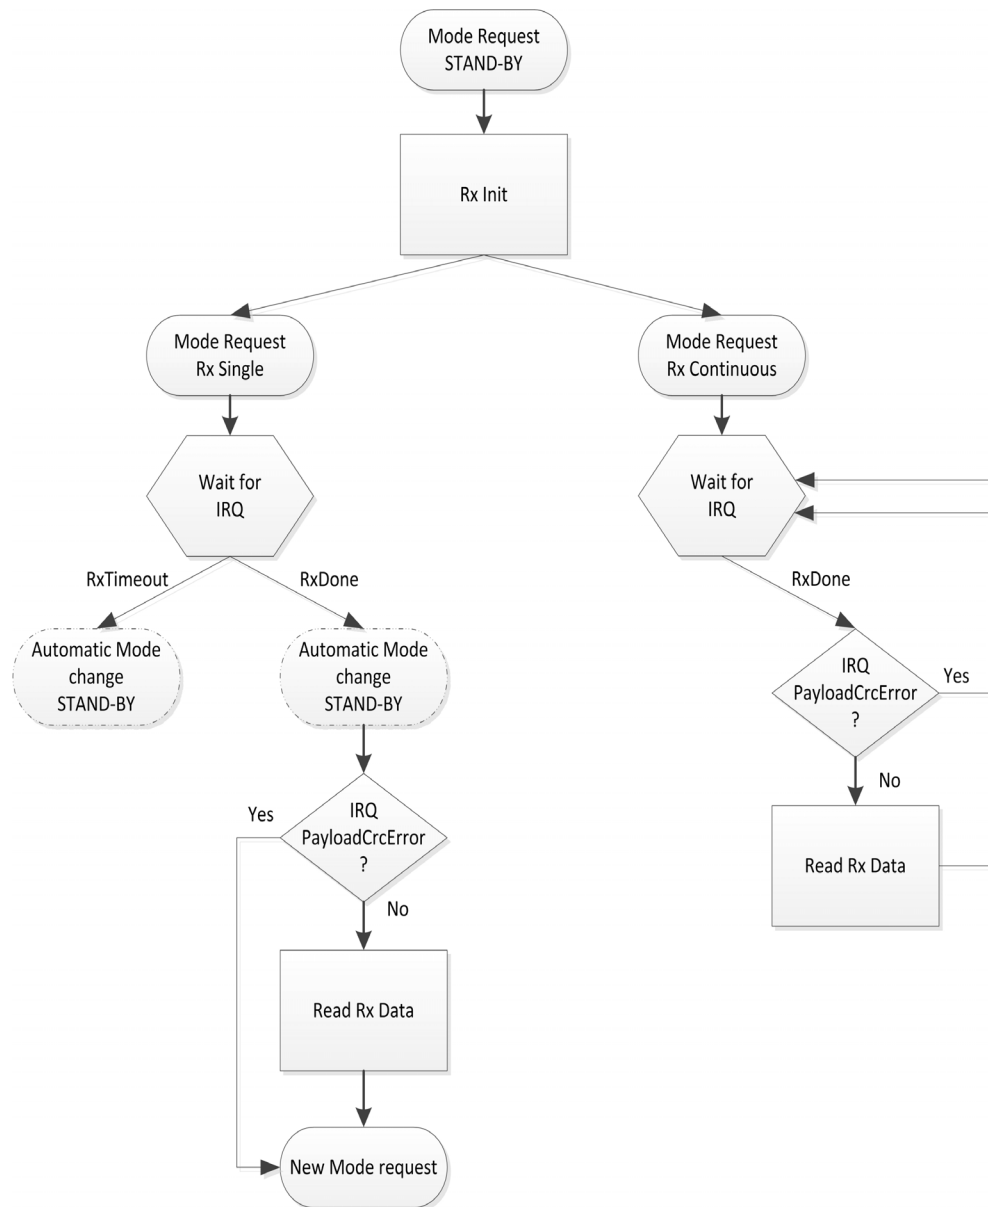 Mode Request
STAND-BY
Rx Init
Mode Request
Rx Single
Mode Request
Rx Continuous
Wait for
IRQ
Wait for
IRQ
RxTimeout
RxDone
RxDone
Automatic Mode
change
STAND-BY
Automatic Mode
change
STAND-BY
IRQ
PayloadCrcError
?
Yes
No
Read Rx Data
Yes
IRQ
PayloadCrcError
?
No
Read Rx Data
New Mode request